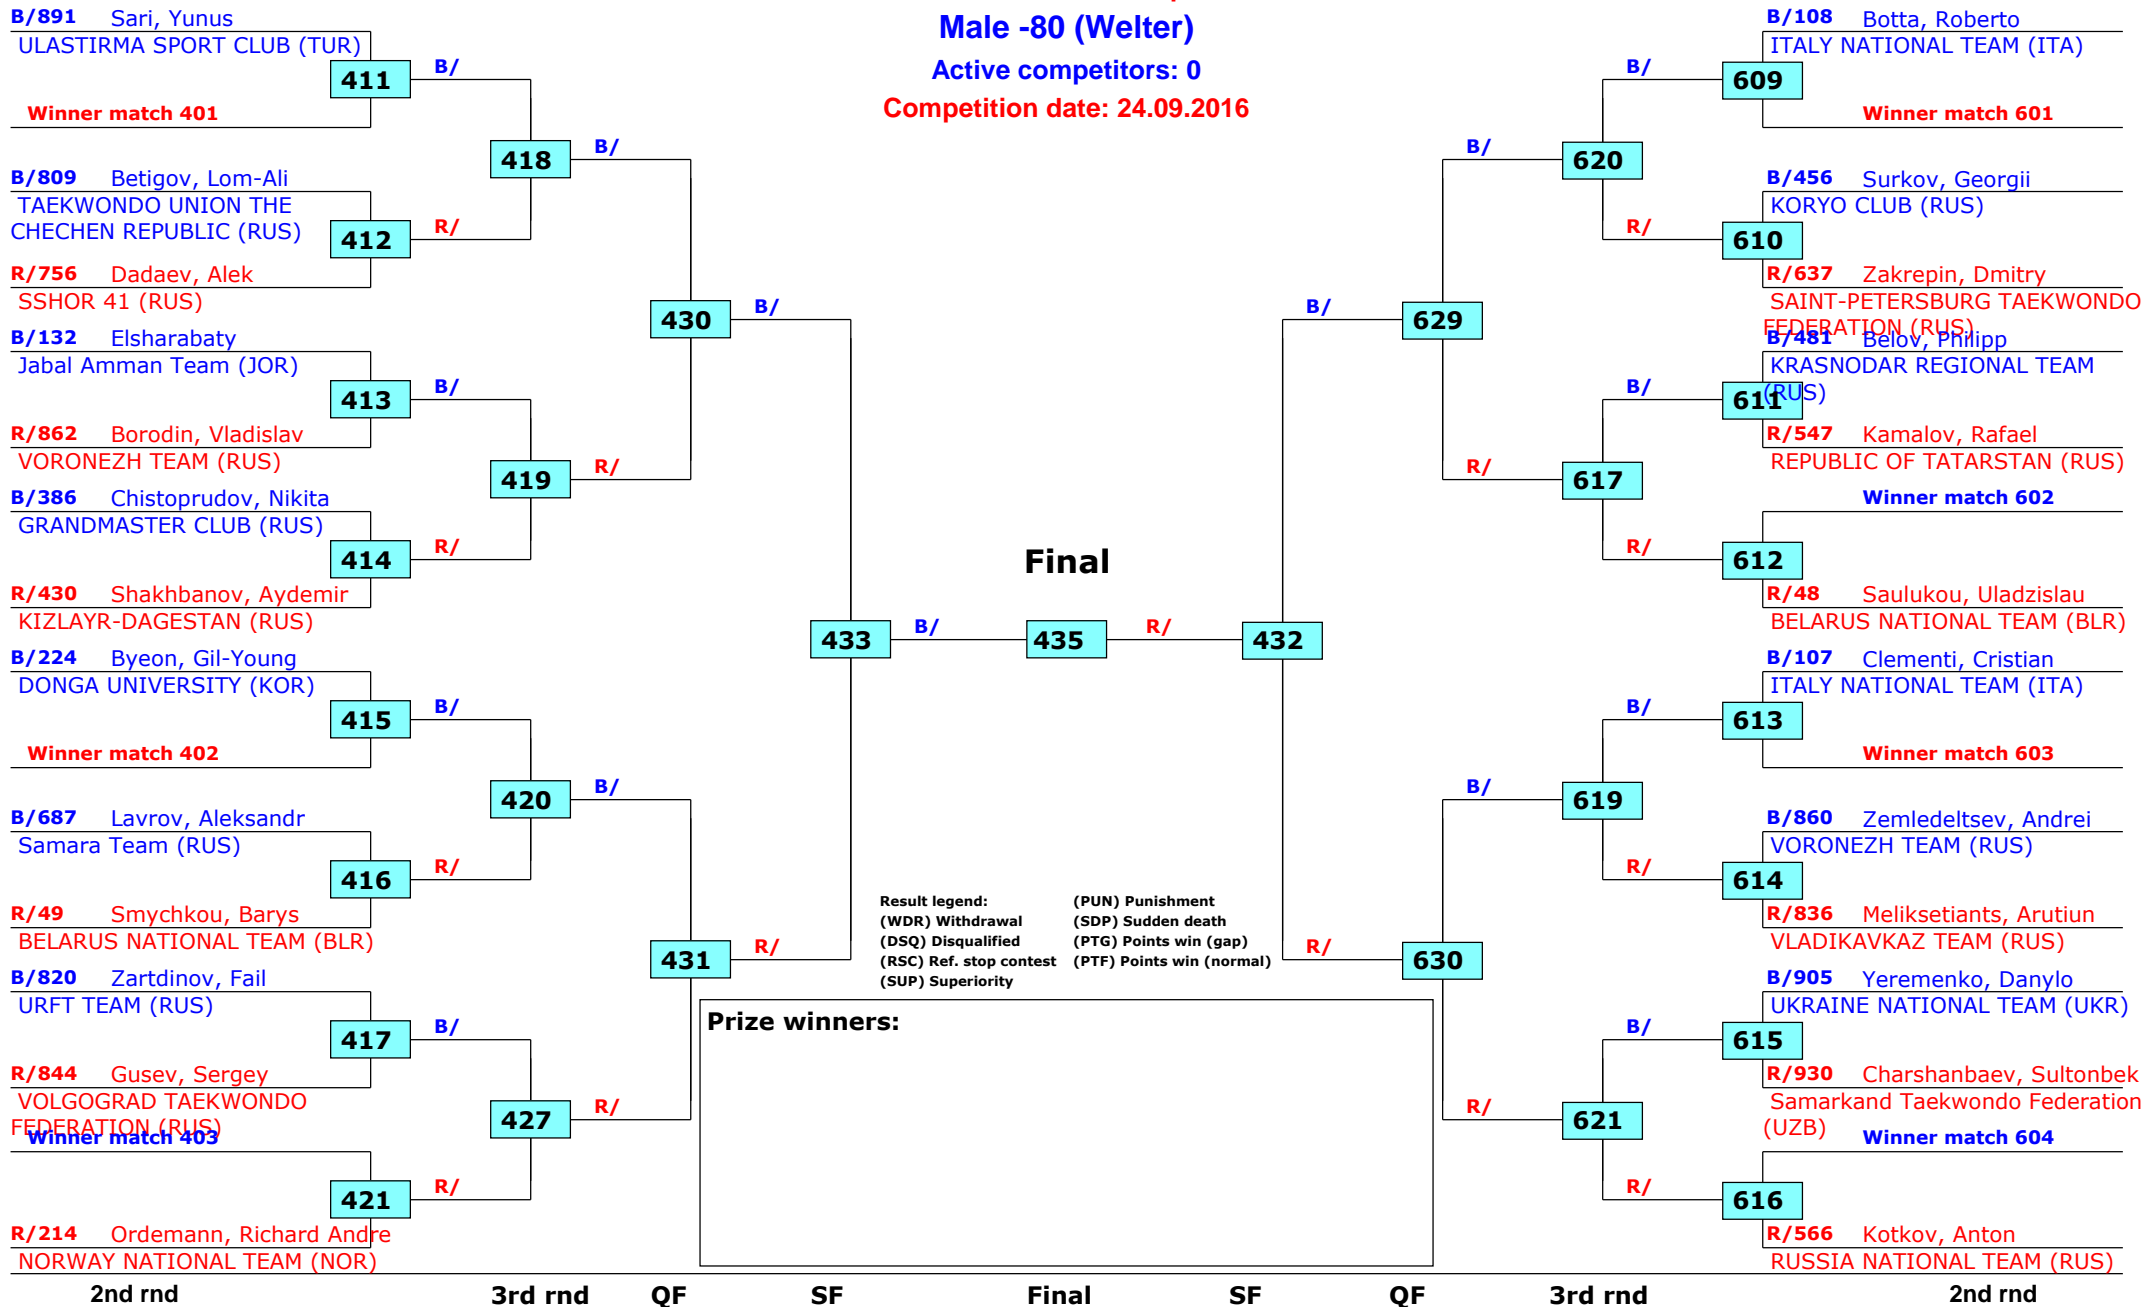 Male -80 (Welter)
Active competitors: 0
Competition date: 24.09.2016
B/891 Sari, Yunus
ULASTIRMA SPORT CLUB (TUR)
411
Winner match 401
B/809 Betigov, Lom-Ali
TAEKWONDO UNION THE
CHECHEN REPUBLIC (RUS)
412
R/756 Dadaev, Alek
SSHOR 41 (RUS)
B/132 Elsharabaty
Jabal Amman Team (JOR)
413
R/862 Borodin, Vladislav
VORONEZH TEAM (RUS)
B/386 Chistoprudov, Nikita
GRANDMASTER CLUB (RUS)
414
R/430 Shakhbanov, Aydemir
KIZLAYR-DAGESTAN (RUS)
B/224 Byeon, Gil-Young
DONGA UNIVERSITY (KOR)
415
Winner match 402
B/687 Lavrov, Aleksandr
Samara Team (RUS)
416
R/49 Smychkou, Barys
BELARUS NATIONAL TEAM (BLR)
B/820 Zartdinov, Fail
URFT TEAM (RUS)
417
R/844 Gusev, Sergey
VOLGOGRAD TAEKWONDO
FEDERATION (RUS)
Winner match 403
421
R/214 Ordemann, Richard Andre
NORWAY NATIONAL TEAM (NOR)
B/
R/
B/
R/
B/
R/
B/
R/
418
419
420
427
B/
R/
B/
R/
430
431
B/
R/
433
B/
Final
435
R/
432
B/
R/
629
630
B/
R/
B/
R/
620
617
619
621
B/
R/
B/
R/
B/
R/
B/
R/
B/108 Botta, Roberto
ITALY NATIONAL TEAM (ITA)
609
Winner match 601
B/456 Surkov, Georgii
KORYO CLUB (RUS)
610
R/637 Zakrepin, Dmitry
SAINT-PETERSBURG TAEKWONDO
FEDERATION (RUS)
B/481 Belov, Philipp
KRASNODAR REGIONAL TEAM
(RUS)
611
R/547 Kamalov, Rafael
REPUBLIC OF TATARSTAN (RUS)
Winner match 602
612
R/48 Saulukou, Uladzislau
BELARUS NATIONAL TEAM (BLR)
B/107 Clementi, Cristian
ITALY NATIONAL TEAM (ITA)
613
Winner match 603
B/860 Zemledeltsev, Andrei
VORONEZH TEAM (RUS)
614
R/836 Meliksetiants, Arutiun
VLADIKAVKAZ TEAM (RUS)
B/905 Yeremenko, Danylo
UKRAINE NATIONAL TEAM (UKR)
615
R/930 Charshanbaev, Sultonbek
Samarkand Taekwondo Federation
(UZB)
Winner match 604
616
R/566 Kotkov, Anton
RUSSIA NATIONAL TEAM (RUS)
Result legend: (PUN) Punishment
(WDR) Withdrawal (SDP) Sudden death
(DSQ) Disqualified (PTG) Points win (gap)
(RSC) Ref. stop contest (PTF) Points win (normal)
(SUP) Superiority
Prize winners:
2nd rnd 3rd rnd QF SF Final SF QF 3rd rnd 2nd rnd